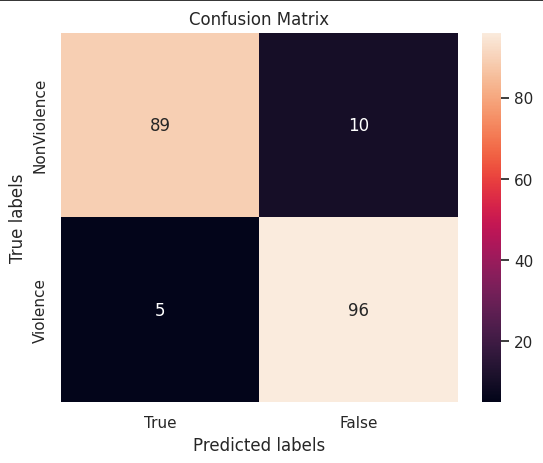 Confusion Matrix
True labels
NonViolence
Violence
89
10
5
96
True
False
Predicted labels
80
60
40
20